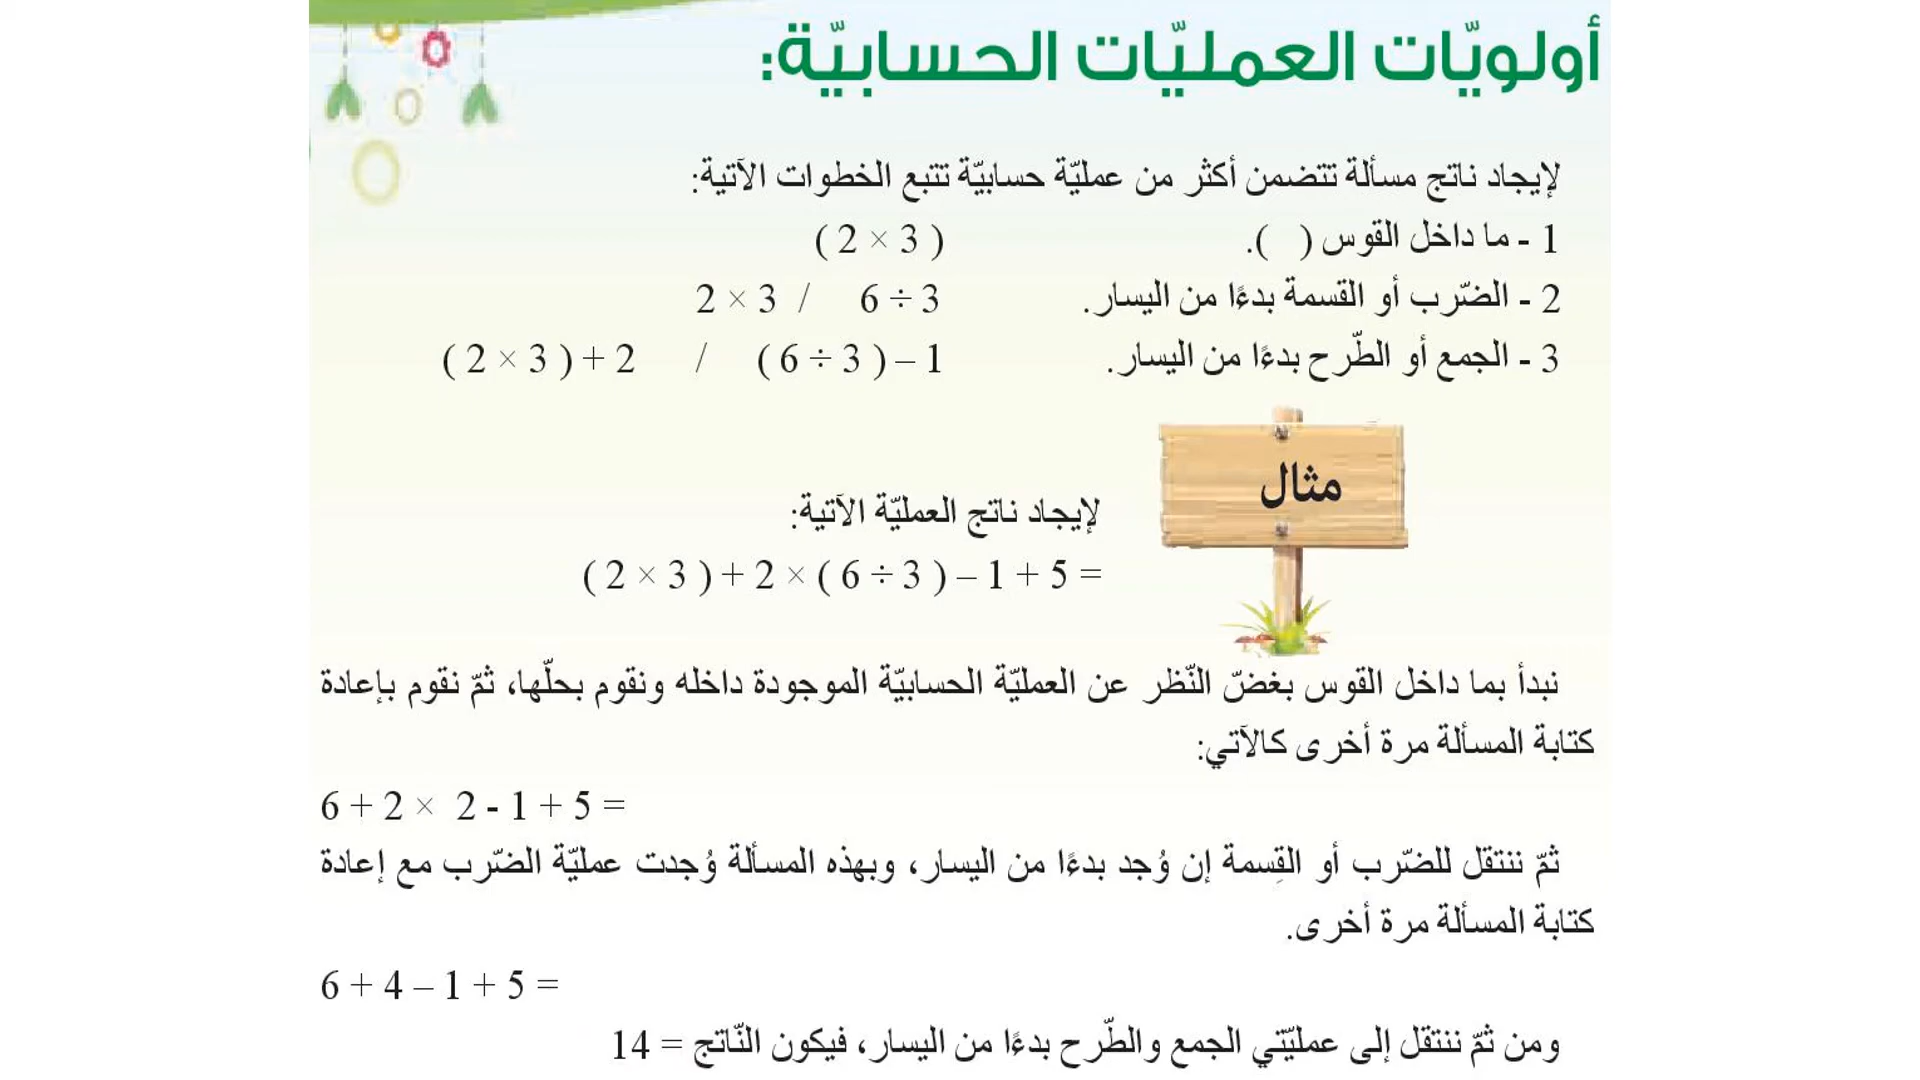 أولويّات العمليّات الحسابيّة:
لإيجاد ناتج مسألة تتضمن أكثر من عمليّة حسابيّة تتبع الخطوات الآتية:
1 - ما داخل القوس (   ). ( 2 × 3 )
2 - الضّرب أو القسمة بدءًا من اليسار. 2 × 3 / 6 ÷ 3
3 - الجمع أو الطّرح بدءًا من اليسار. ( 2 × 3 ) + 2 / ( 6 ÷ 3 ) – 1
مثال
لإيجاد ناتج العمليّة الآتية:
( 2 × 3 ) + 2 × ( 6 ÷ 3 ) – 1 + 5 =
نبدأ بما داخل القوس بغضّ النّظر عن العمليّة الحسابيّة الموجودة داخله ونقوم بحلّها، ثمّ نقوم بإعادة
كتابة المسألة مرة أخرى كالآتي:
6 + 2 × 2 - 1 + 5 =
ثمّ ننتقل للضّرب أو القِسمة إن وُجد بدءًا من اليسار، وبهذه المسألة وُجدت عمليّة الضّرب مع إعادة
كتابة المسألة مرة أخرى.
6 + 4 – 1 + 5 =
ومن ثمّ ننتقل إلى عمليّتي الجمع والطّرح بدءًا من اليسار، فيكون النّاتج = 14